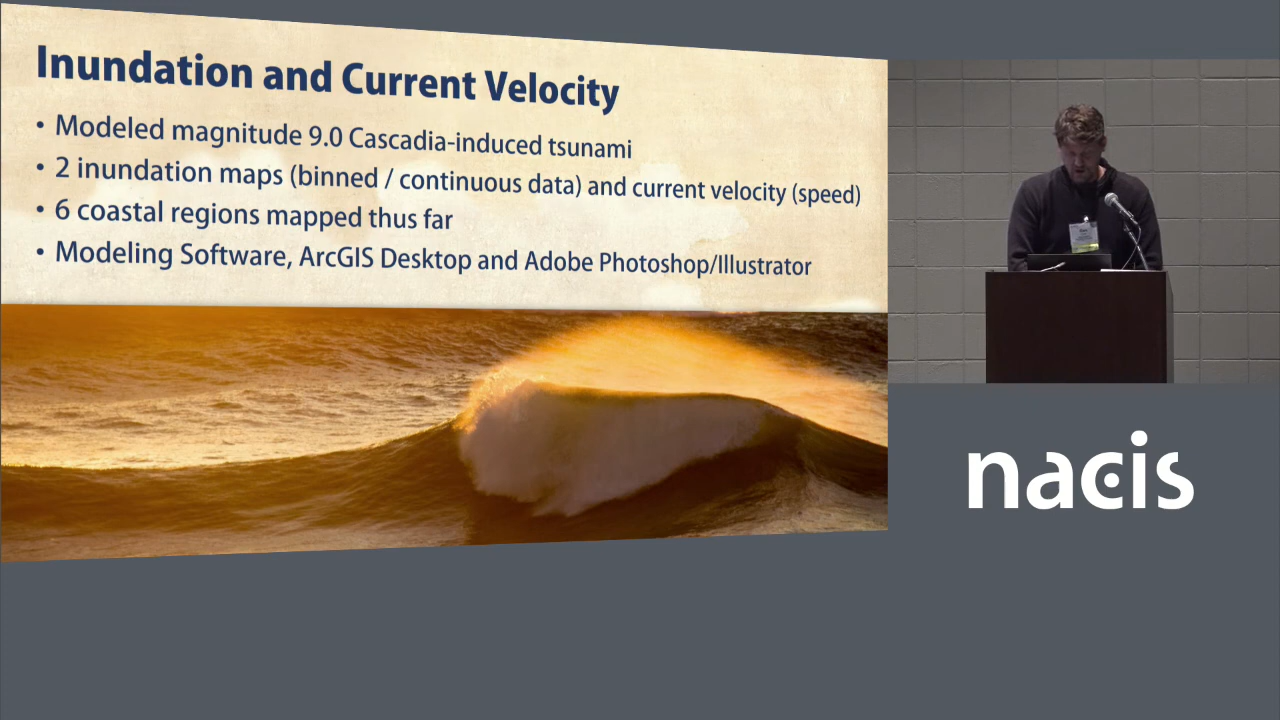 Inundation and Current Velocity
• Modeled magnitude 9.0 Cascadia-induced tsunami
• 2 inundation maps (binned / continuous data) and current velocity (speed)
• 6 coastal regions mapped thus far
• Modeling Software, ArcGIS Desktop and Adobe Photoshop/Illustrator
nacis